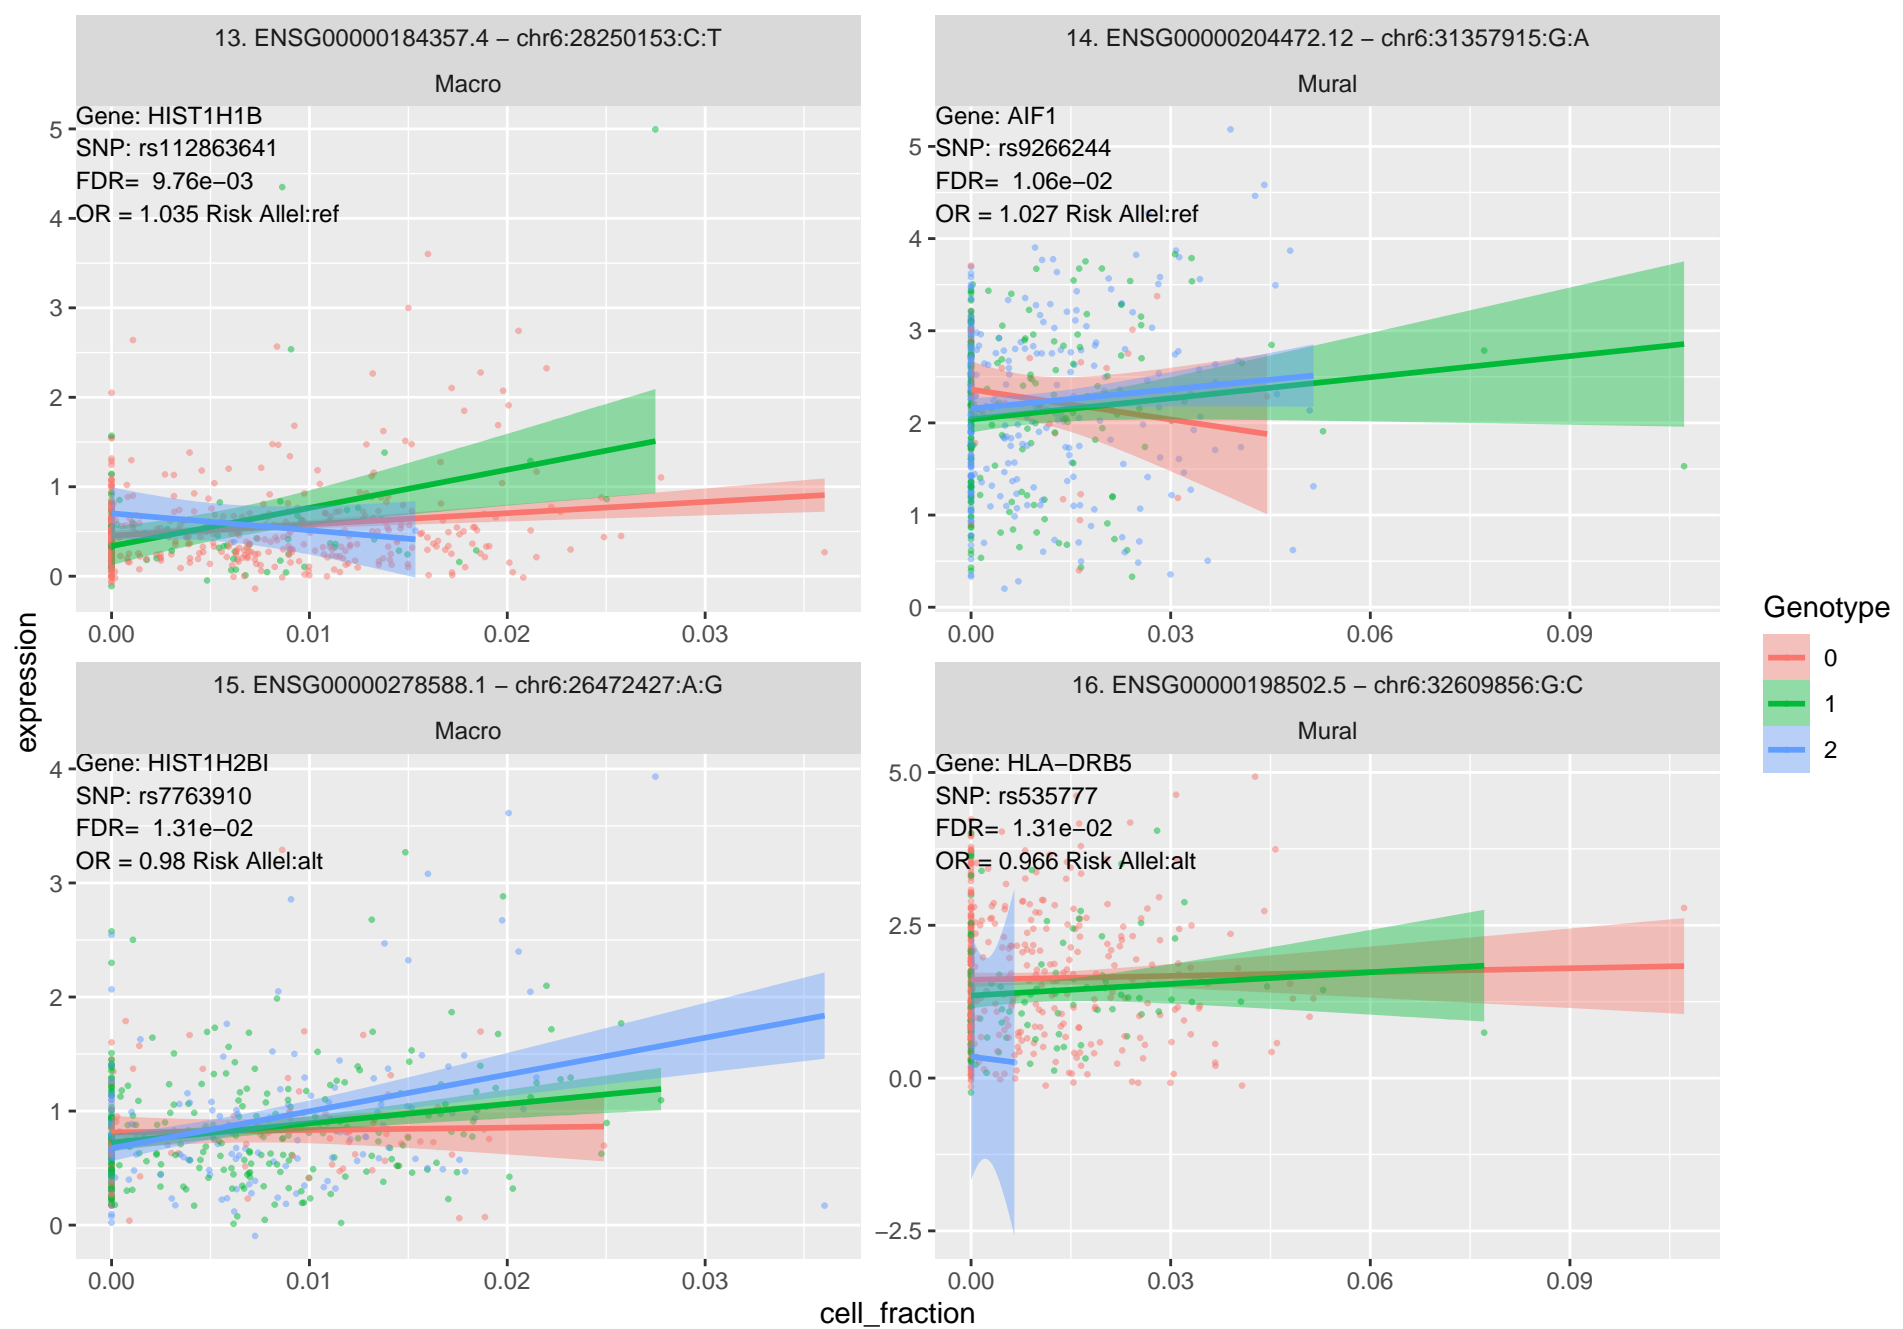 13. ENSG00000184357.4 – chr6:28250153:C:T
Macro
Gene: HIST1H1B
SNP: rs112863641
FDR= 9.76e−03
OR = 1.035 Risk Allel:ref
5
4
3
2
1
0
0.00 0.01 0.02 0.03
14. ENSG00000204472.12 – chr6:31357915:G:A
Mural
Gene: AIF1
SNP: rs9266244
FDR= 1.06e−02
OR = 1.027 Risk Allel:ref
5
4
3
2
1
0
0.00 0.03 0.06 0.09
15. ENSG00000278588.1 – chr6:26472427:A:G
Macro
Gene: HIST1H2BI
SNP: rs7763910
FDR= 1.31e−02
OR = 0.98 Risk Allel:alt
4
3
2
1
0
0.00 0.01 0.02 0.03
16. ENSG00000198502.5 – chr6:32609856:G:C
Mural
Gene: HLA−DRB5
SNP: rs535777
FDR= 1.31e−02
OR = 0.966 Risk Allel:alt
5.0
2.5
0.0
−2.5
0.00 0.03 0.06 0.09
expression
cell_fraction
Genotype
0
1
2